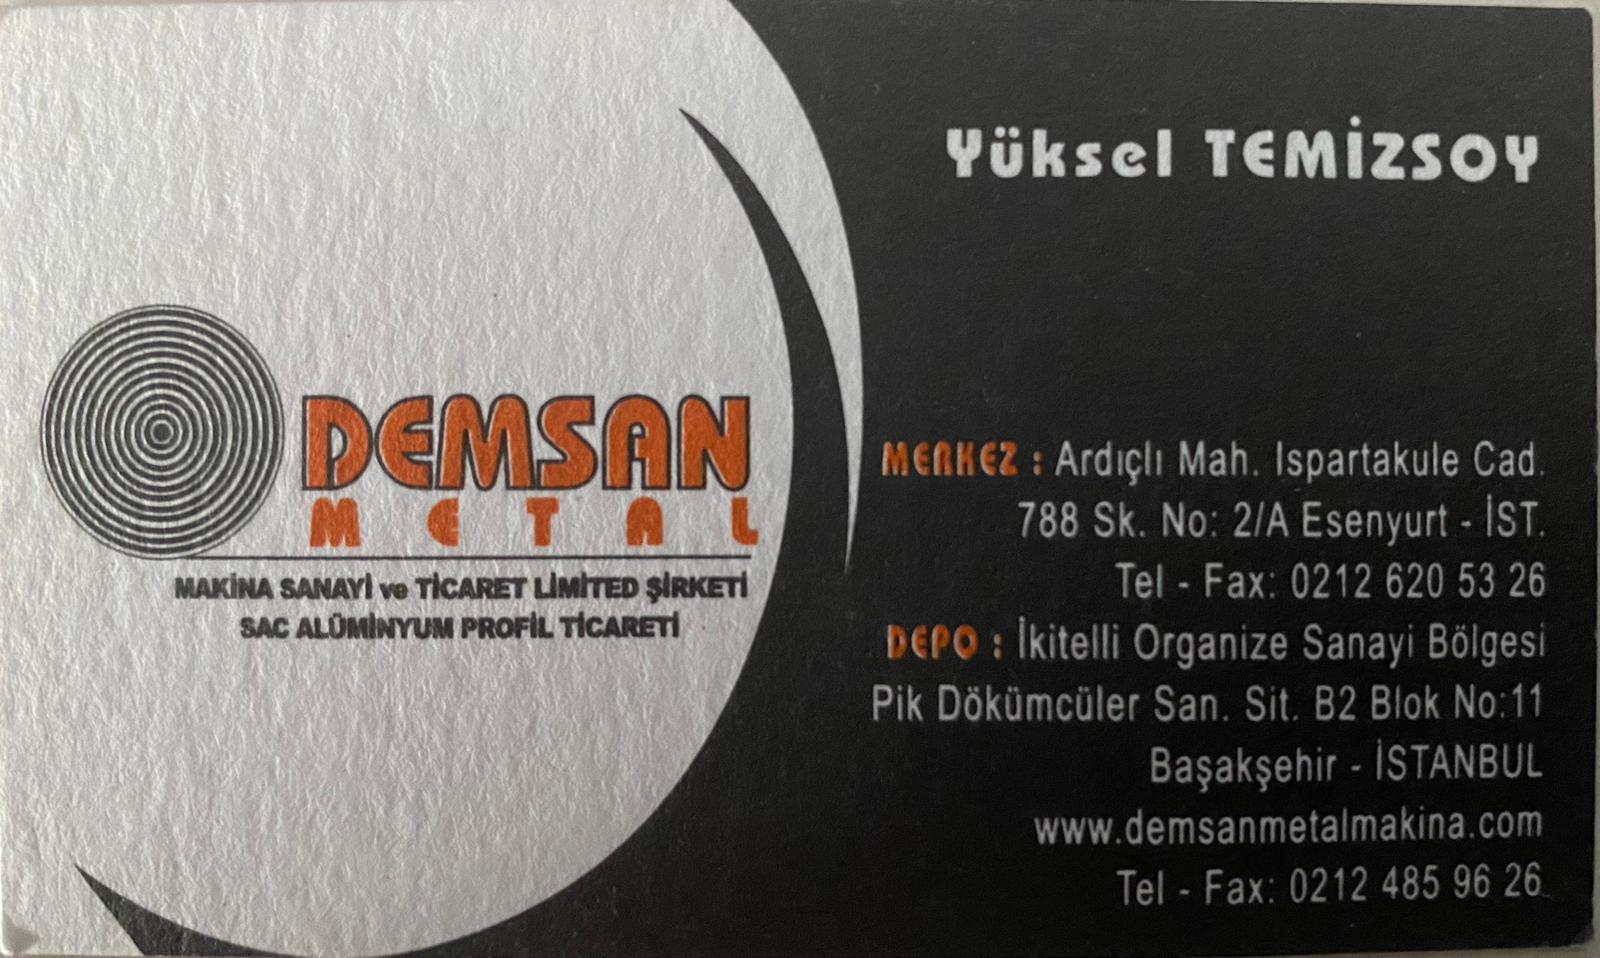 Yüksel TEMİZSOY
DEMSAN
METAL
MAKİNA SANAYİ ve TİCARET LİMİTED ŞİRKETİ
SAC ALÜMİNYUM PROFİL TİCARETİ
MERKEZ : Ardıçlı Mah. Ispartakule Cad.
788 Sk. No: 2/A Esenyurt - İST.
Tel - Fax: 0212 620 53 26
DEPO : İkitelli Organize Sanayi Bölgesi
Pik Dökümcüler San. Sit. B2 Blok No:11
Başakşehir - İSTANBUL
www.demsanmetalmakina.com
Tel - Fax: 0212 485 96 26